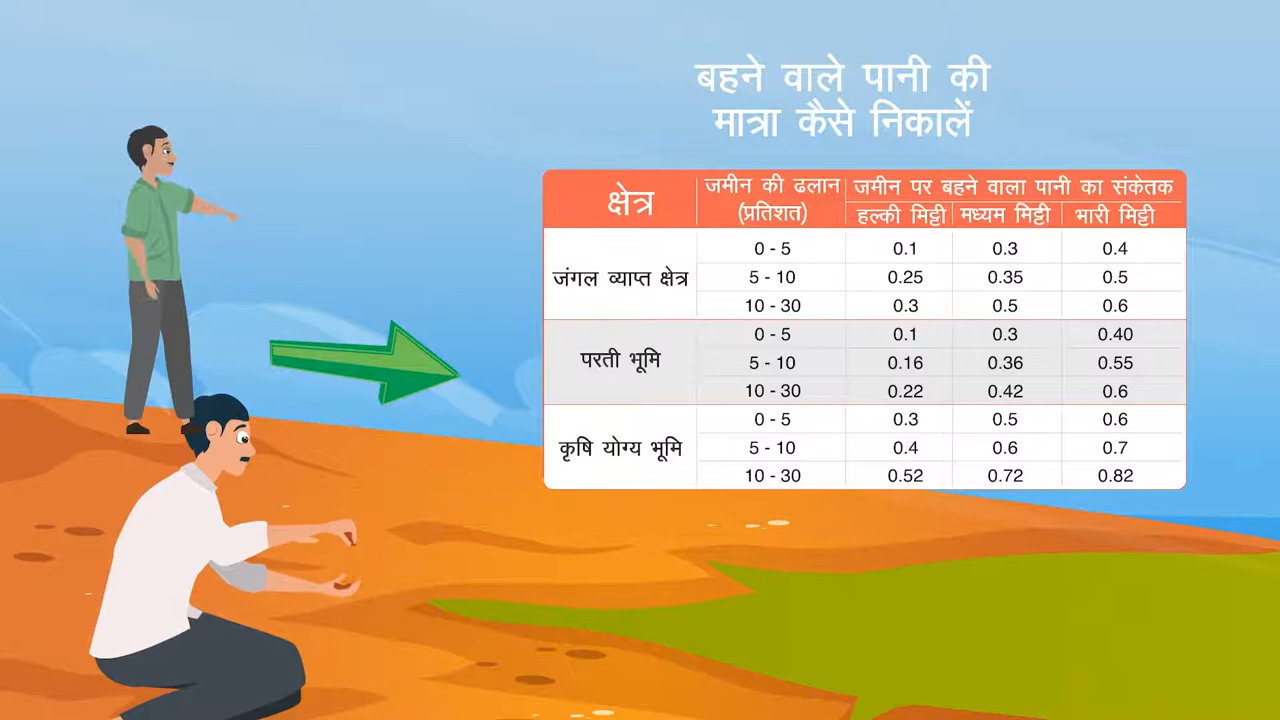 बहने वाले पानी की
मात्रा कैसे निकालें
क्षेत्र जमीन की ढलान (प्रतिशत) जमीन पर बहने वाला पानी का संकेतक
हल्की मिट्टी मध्यम मिट्टी भारी मिट्टी
जंगल व्याप्त क्षेत्र
0 - 5 0.1 0.3 0.4
5 - 10 0.25 0.35 0.5
10 - 30 0.3 0.5 0.6
परती भूमि
0 - 5 0.1 0.3 0.40
5 - 10 0.16 0.36 0.55
10 - 30 0.22 0.42 0.6
कृषि योग्य भूमि
0 - 5 0.3 0.5 0.6
5 - 10 0.4 0.6 0.7
10 - 30 0.52 0.72 0.82